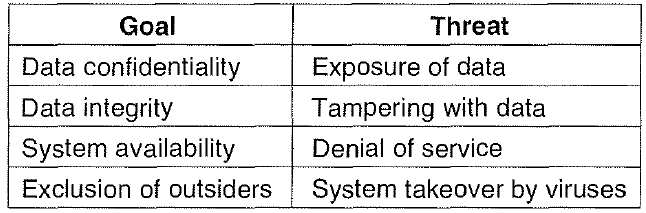 Goal Threat
Data confidentiality Exposure of data
Data integrity Tampering with data
System availability Denial of service
Exclusion of outsiders System takeover by viruses